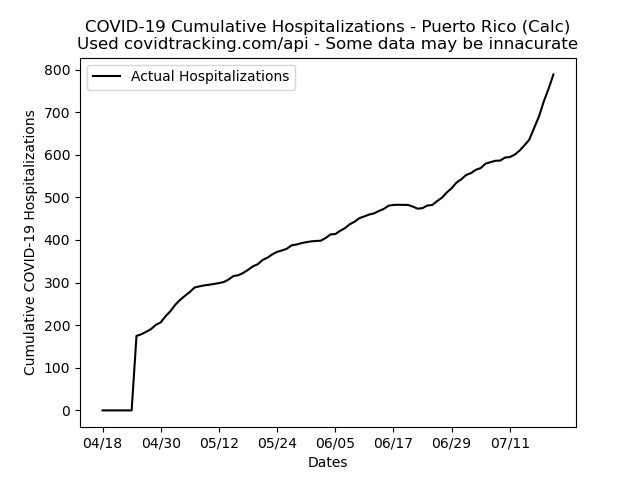 COVID-19 Cumulative Hospitalizations - Puerto Rico (Calc)
Used covidtracking.com/api - Some data may be innacurate
Actual Hospitalizations
Cumulative COVID-19 Hospitalizations
800
700
600
500
400
300
200
100
0
04/18 04/30 05/12 05/24 06/05 06/17 06/29 07/11
Dates